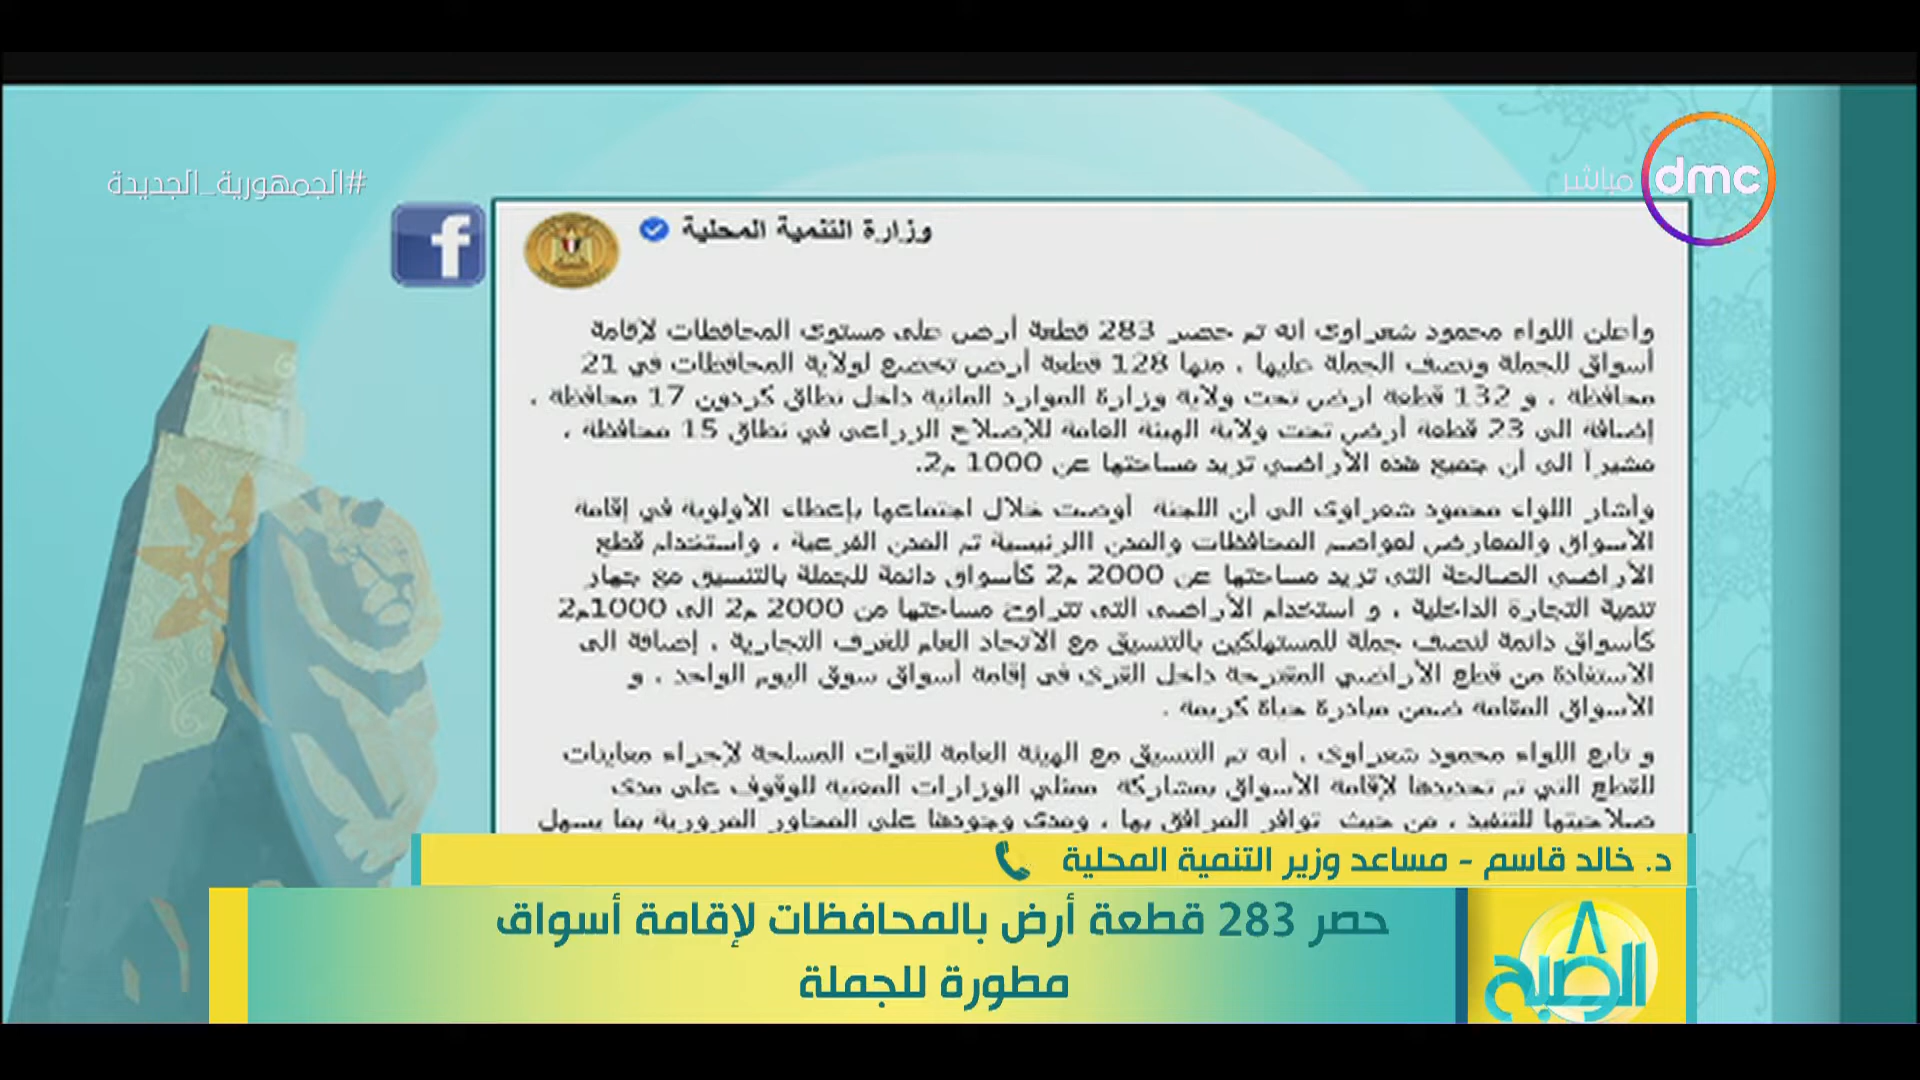 #الجمهورية_الجديدة
مباشر
dmc
f
وزارة التنمية المحلية
وأعلن اللواء محمود شعراوى انه تم حصر 283 قطعة أرض على مستوى المحافظات لإقامة
أسواق للجملة ونصف الجملة عليها ، منها 128 قطعة أرض تخضع لولاية المحافظات في 21
محافظة ، و 132 قطعة ارض تحت ولاية وزارة الموارد المائية داخل نطاق كردون 17 محافظة ،
إضافة الى 23 قطعة أرض تحت ولاية الهيئة العامة للإصلاح الزراعى في نطاق 15 محافظة ،
مشيراً الى أن جميع هذه الأراضي تزيد مساحتها عن 1000 م2.
وأشار اللواء محمود شعراوى الى أن اللجنة أوصت خلال اجتماعها بإعطاء الأولوية في إقامة
الأسواق والمعارض لعواصم المحافظات والمدن االرئيسية ثم المدن الفرعية ، واستخدام قطع
الأراضي الصالحة التى تزيد مساحتها عن 2000 م2 كأسواق دائمة للجملة بالتنسيق مع جهاز
تنمية التجارة الداخلية ، و استخدام الأراضى التى تتراوح مساحتها من 2000 م2 الى 1000م2
كأسواق دائمة لنصف جملة للمستهلكين بالتنسيق مع الاتحاد العام للغرف التجارية ، إضافة الى
الاستفادة من قطع الأراضي المقترحة داخل القرى فى إقامة أسواق سوق اليوم الواحد ، و
الأسواق المقامة ضمن مبادرة حياة كريمة .
و تابع اللواء محمود شعراوى ، أنه تم التنسيق مع الهيئة العامة للقوات المسلحة لإجراء معاينات
للقطع التي تم تحديدها لإقامة الأسواق بمشاركة ممثلي الوزارات المعنية للوقوف على مدى
صلاحيتها للتنفيذ ، من حيث توافر المرافق بها ، ومدى وجودها على المحاور المرورية بما يسهل
د. خالد قاسم - مساعد وزير التنمية المحلية
حصر 283 قطعة أرض بالمحافظات لإقامة أسواق
مطورة للجملة
٨ الصبح